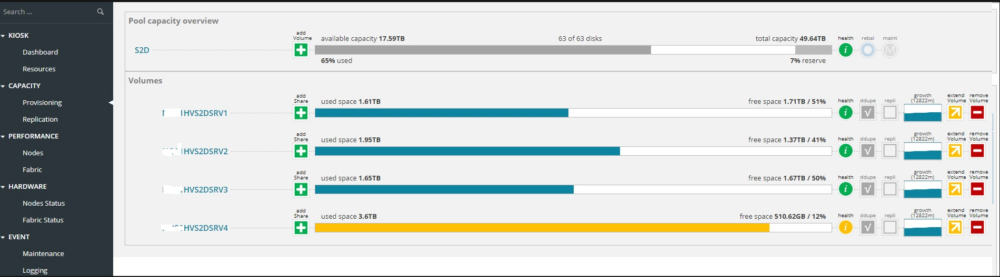 Search ...
KIOSK
Dashboard
Resources
CAPACITY
Provisioning
Replication
PERFORMANCE
Nodes
Fabric
HARDWARE
Nodes Status
Fabric Status
EVENT
Maintenance
Logging
Pool capacity overview
S2D
add Volume
available capacity 17.59TB
63 of 63 disks
total capacity 49.64TB
65% used
7% reserve
health
rebal
maint
i
M
Volumes
1HVS2DSRV1
add Share
used space 1.61TB
free space 1.71TB / 51%
health
ddupe
repli
growth (12822m)
extend Volume
remove Volume
i
√
1HVS2DSRV2
add Share
used space 1.95TB
free space 1.37TB / 41%
health
ddupe
repli
growth (12822m)
extend Volume
remove Volume
i
√
HVS2DSRV3
add Share
used space 1.65TB
free space 1.67TB / 50%
health
ddupe
repli
growth (12822m)
extend Volume
remove Volume
i
√
HVS2DSRV4
add Share
used space 3.6TB
free space 510.62GB / 12%
health
ddupe
repli
growth (12822m)
extend Volume
remove Volume
i
√